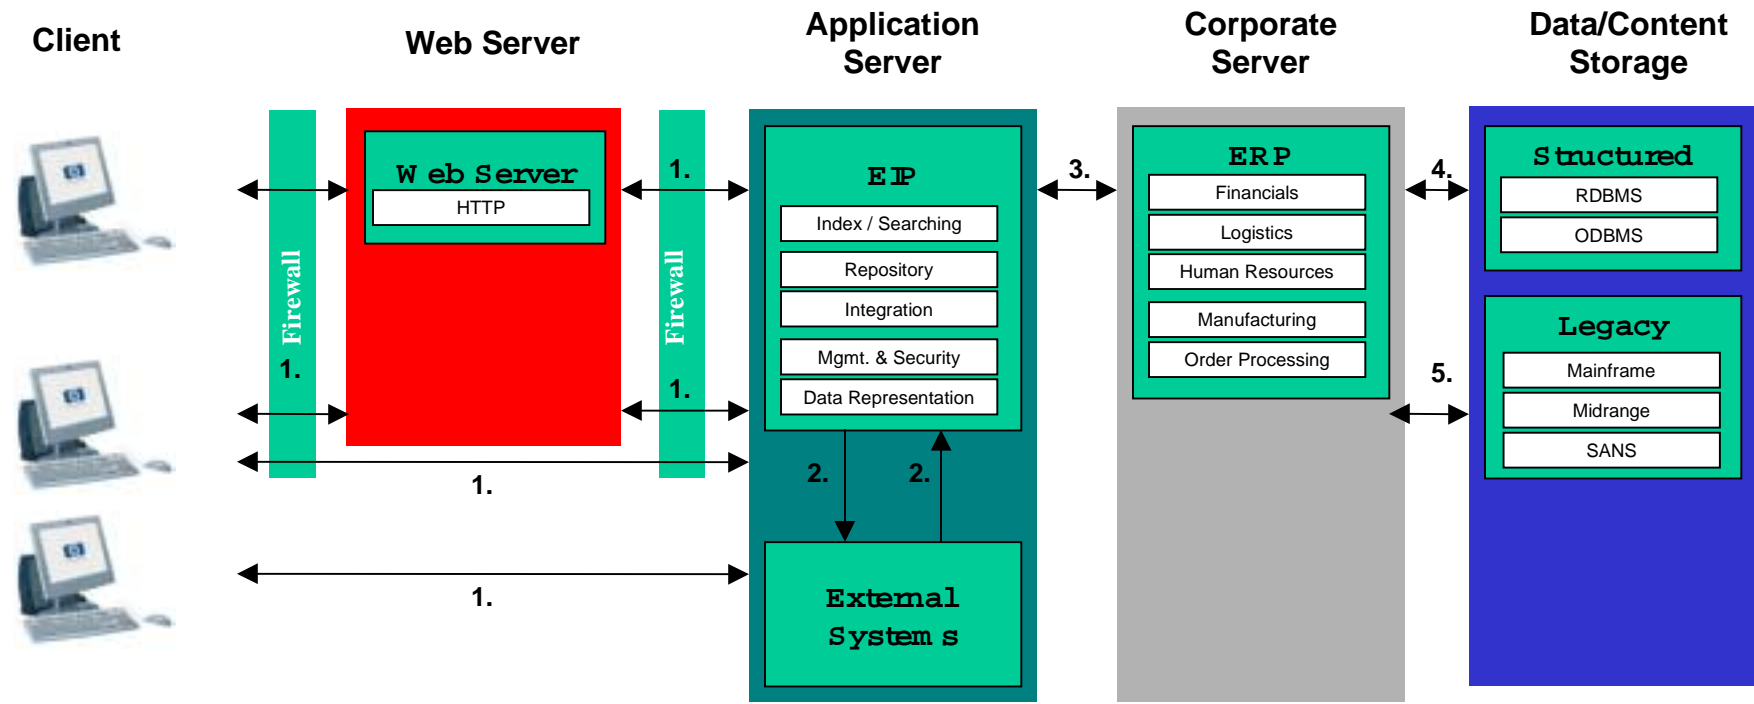 Client
Web Server
Application
Server
Corporate
Server
Data/Content
Storage
Firewall
1.
Web Server
HTTP
Firewall
1.
1.
1.
1.
EIP
Index / Searching
Repository
Integration
Mgmt. & Security
Data Representation
2.
2.
External
Systems
3.
ERP
Financials
Logistics
Human Resources
Manufacturing
Order Processing
4.
5.
Structured
RDBMS
ODBMS
Legacy
Mainframe
Midrange
SANS